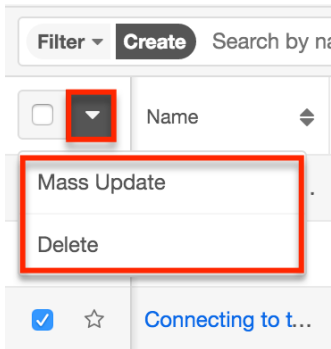 Filter Create Search by na
Name
Mass Update
Delete
Connecting to t...